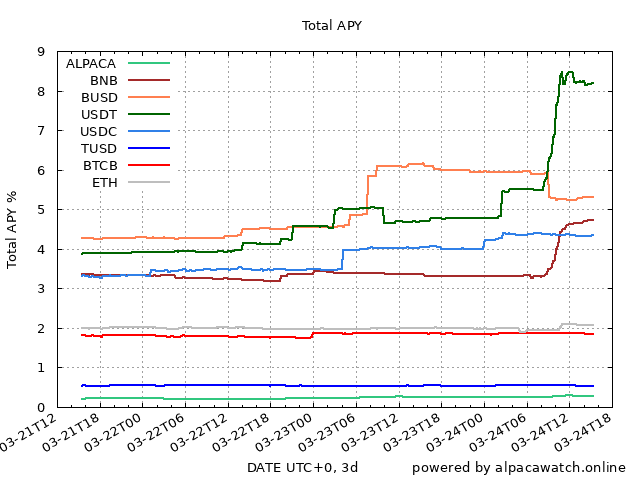 Total APY
9
8
7
6
5
4
3
2
1
0
Total APY %
ALPACA
BNB
BUSD
USDT
USDC
TUSD
BTCB
ETH
03-21T12
03-21T18
03-22T00
03-22T06
03-22T12
03-22T18
03-23T00
03-23T06
03-23T12
03-23T18
03-24T00
03-24T06
03-24T12
03-24T18
DATE UTC+0, 3d
powered by alpacawatch.online